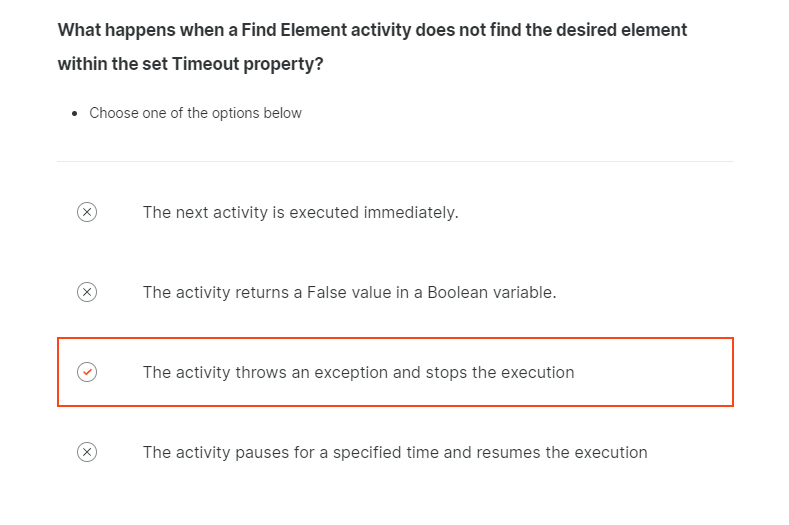 What happens when a Find Element activity does not find the desired element
within the set Timeout property?
• Choose one of the options below
The next activity is executed immediately.
The activity returns a False value in a Boolean variable.
The activity throws an exception and stops the execution
The activity pauses for a specified time and resumes the execution